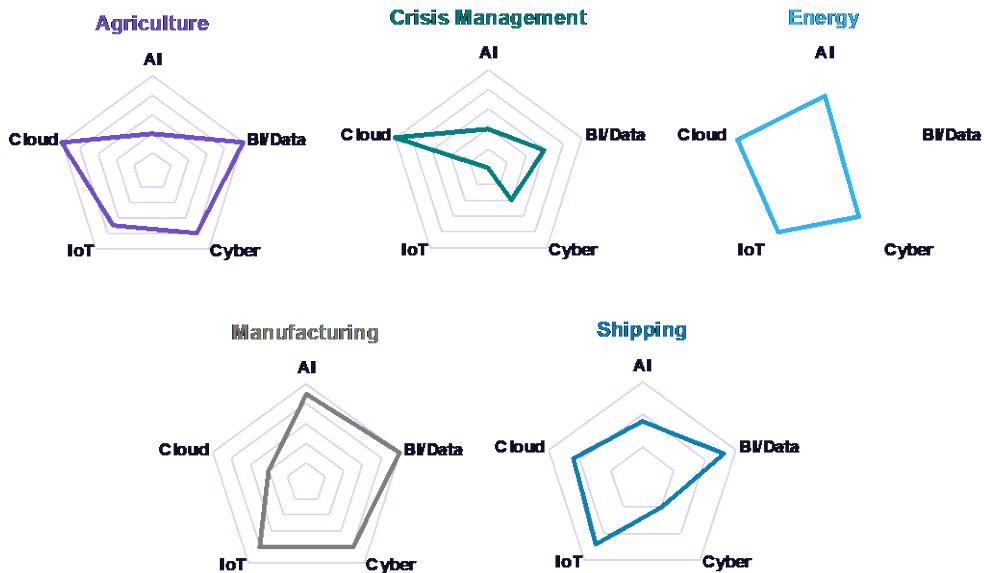 Agriculture
AI
Cloud
BI/Data
IoT
Cyber
Crisis Management
AI
Cloud
BI/Data
IoT
Cyber
Energy
AI
Cloud
BI/Data
IoT
Cyber
Manufacturing
AI
Cloud
BI/Data
IoT
Cyber
Shipping
AI
Cloud
BI/Data
IoT
Cyber